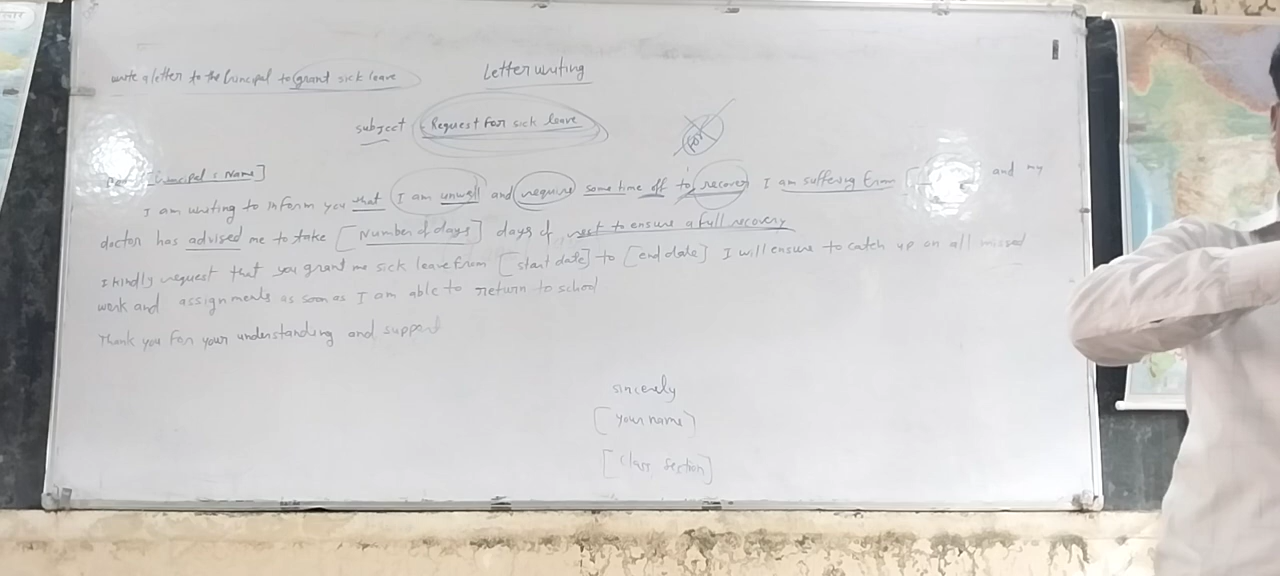 write a letter to the Principal to grant sick leave
Letter writing
subject : Request For sick leave
For
[Principal's Name]
I am writing to inform you that I am unwell and require some time off to recover I am suffering from [ ] and my
doctor has advised me to take [Number of days] days of rest to ensure a full recovery
I kindly request that you grant me sick leave from [start date] to [end date] I will ensure to catch up on all missed
work and assignments as soon as I am able to return to school
Thank you for your understanding and support
sincerely
[your name]
[class section]